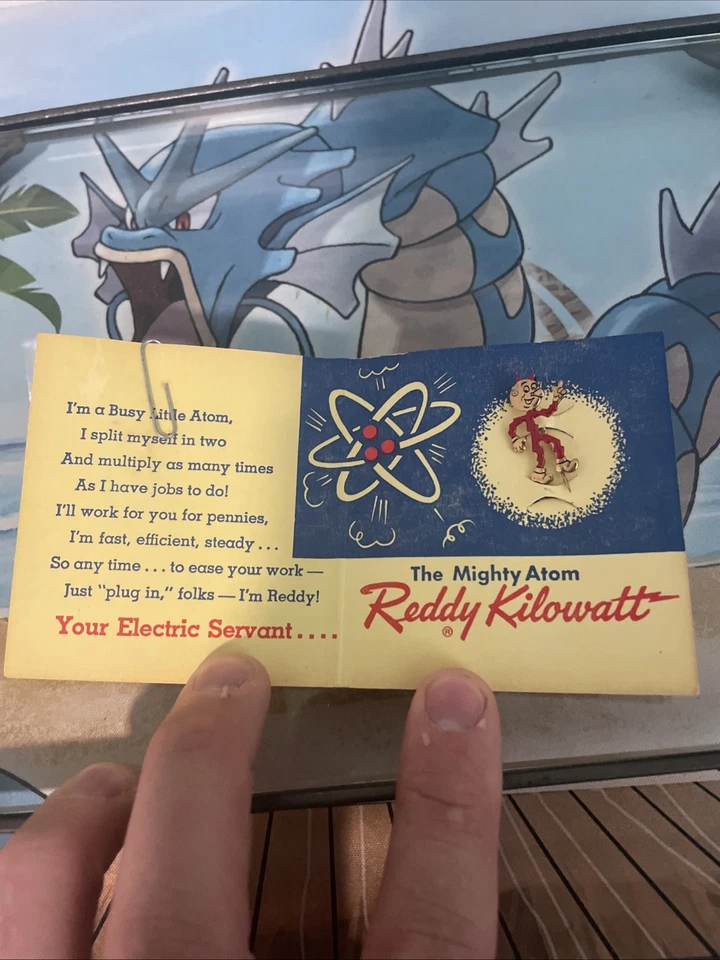 I'm a Busy Little Atom,
I split myself in two
And multiply as many times
As I have jobs to do!
I'll work for you for pennies,
I'm fast, efficient, steady . . .
So any time . . . to ease your work —
Just "plug in," folks — I'm Reddy!
Your Electric Servant . . . .
The Mighty Atom
Reddy Kilowatt
®